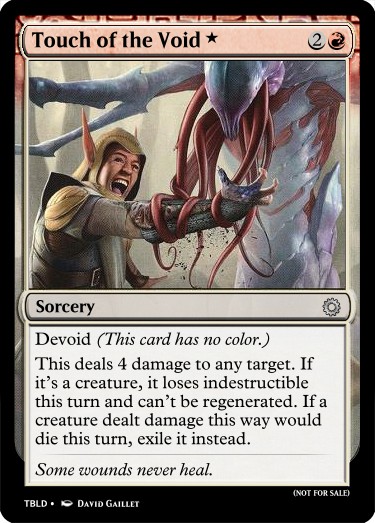 Touch of the Void ★ 2
Sorcery
Devoid (This card has no color.)
This deals 4 damage to any target. If
it's a creature, it loses indestructible
this turn and can't be regenerated. If a
creature dealt damage this way would
die this turn, exile it instead.
Some wounds never heal.
(NOT FOR SALE)
TBLD • DAVID GAILLET